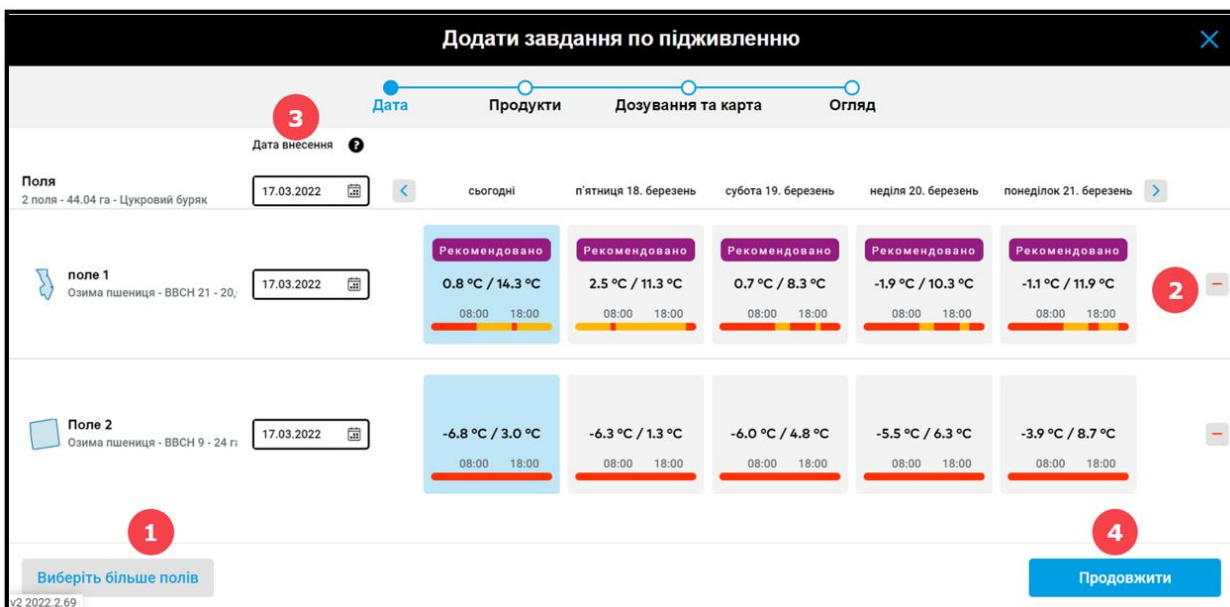 Додати завдання по підживленню
Дата Продукти Дозування та карта Огляд
3
Дата внесення ?
Поля
2 поля - 44.04 га - Цукровий буряк
17.03.2022 сьогодні п'ятниця 18. березень субота 19. березень неділя 20. березень понеділок 21. березень
Рекомендовано Рекомендовано Рекомендовано Рекомендовано Рекомендовано
поле 1
Озима пшениця - BBCH 21 - 20,
17.03.2022 0.8 °C / 14.3 °C 2.5 °C / 11.3 °C 0.7 °C / 8.3 °C -1.9 °C / 10.3 °C -1.1 °C / 11.9 °C 2
08:00 18:00 08:00 18:00 08:00 18:00 08:00 18:00 08:00 18:00
Поле 2
Озима пшениця - BBCH 9 - 24 га
17.03.2022 -6.8 °C / 3.0 °C -6.3 °C / 1.3 °C -6.0 °C / 4.8 °C -5.5 °C / 6.3 °C -3.9 °C / 8.7 °C
08:00 18:00 08:00 18:00 08:00 18:00 08:00 18:00 08:00 18:00
1 4
Виберіть більше полів Продовжити
v2 2022.2.69